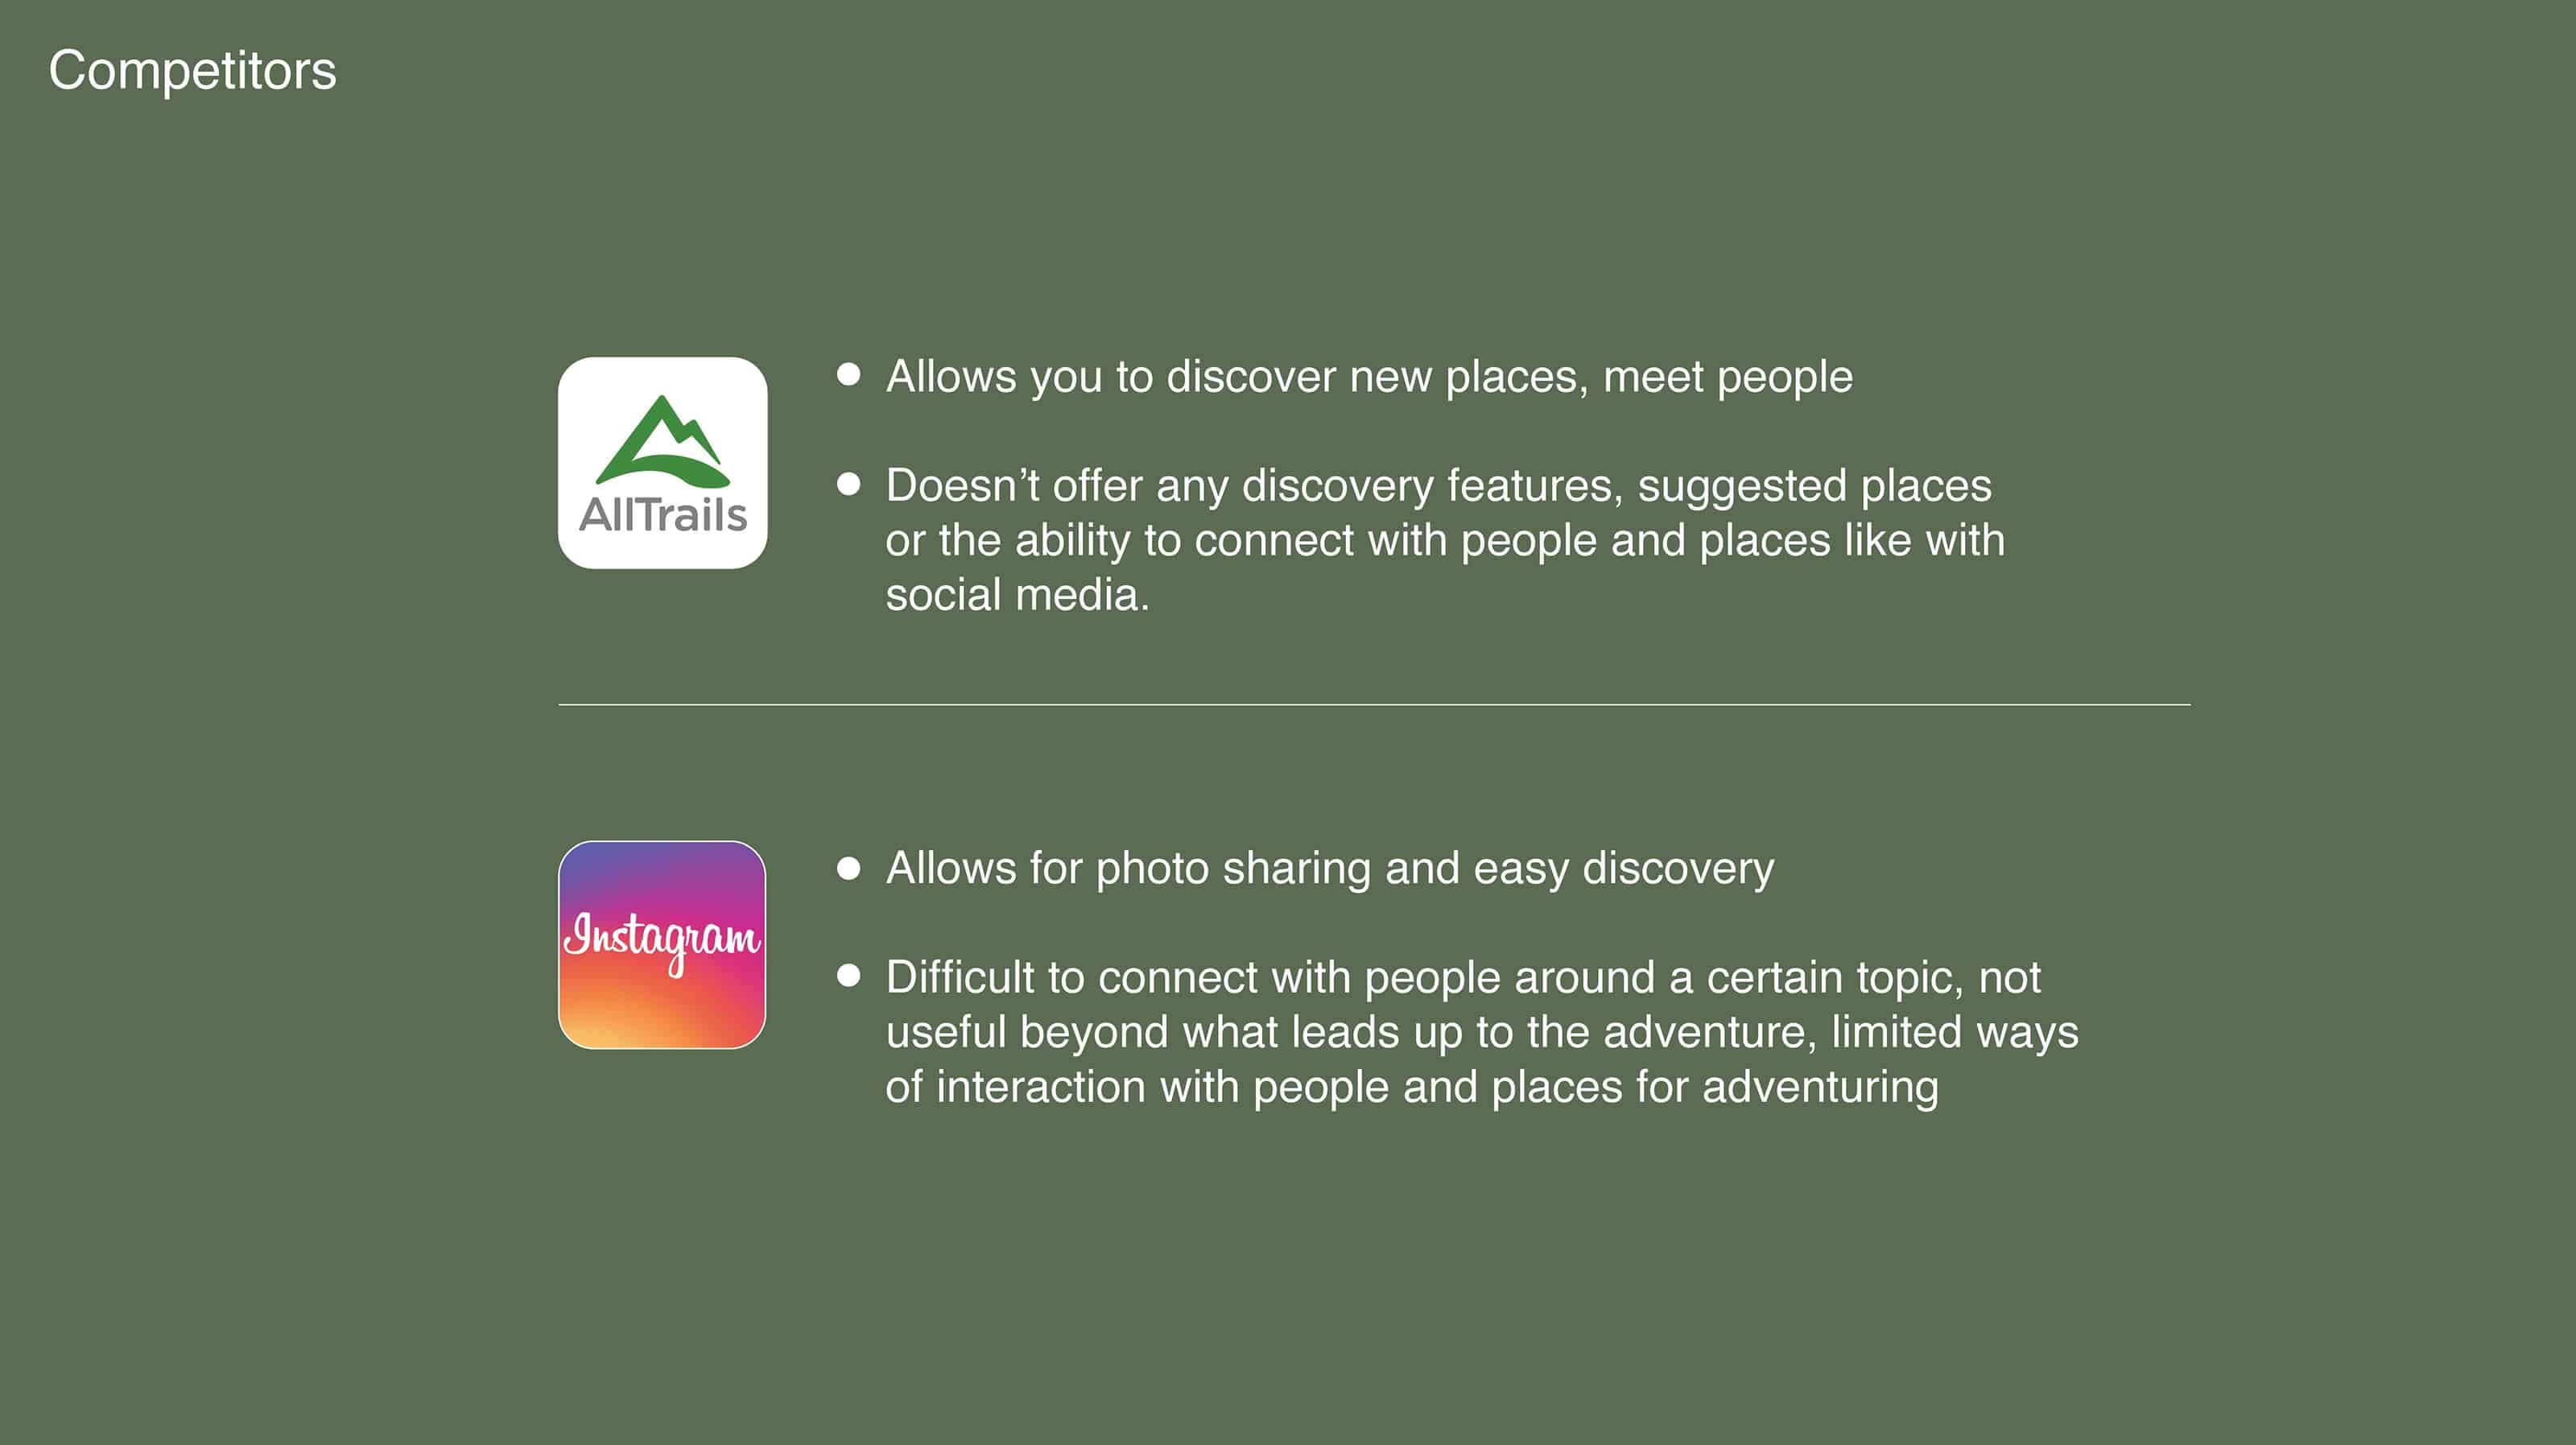 Competitors
AllTrails
● Allows you to discover new places, meet people
● Doesn’t offer any discovery features, suggested places
or the ability to connect with people and places like with
social media.
Instagram
● Allows for photo sharing and easy discovery
● Difficult to connect with people around a certain topic, not
useful beyond what leads up to the adventure, limited ways
of interaction with people and places for adventuring